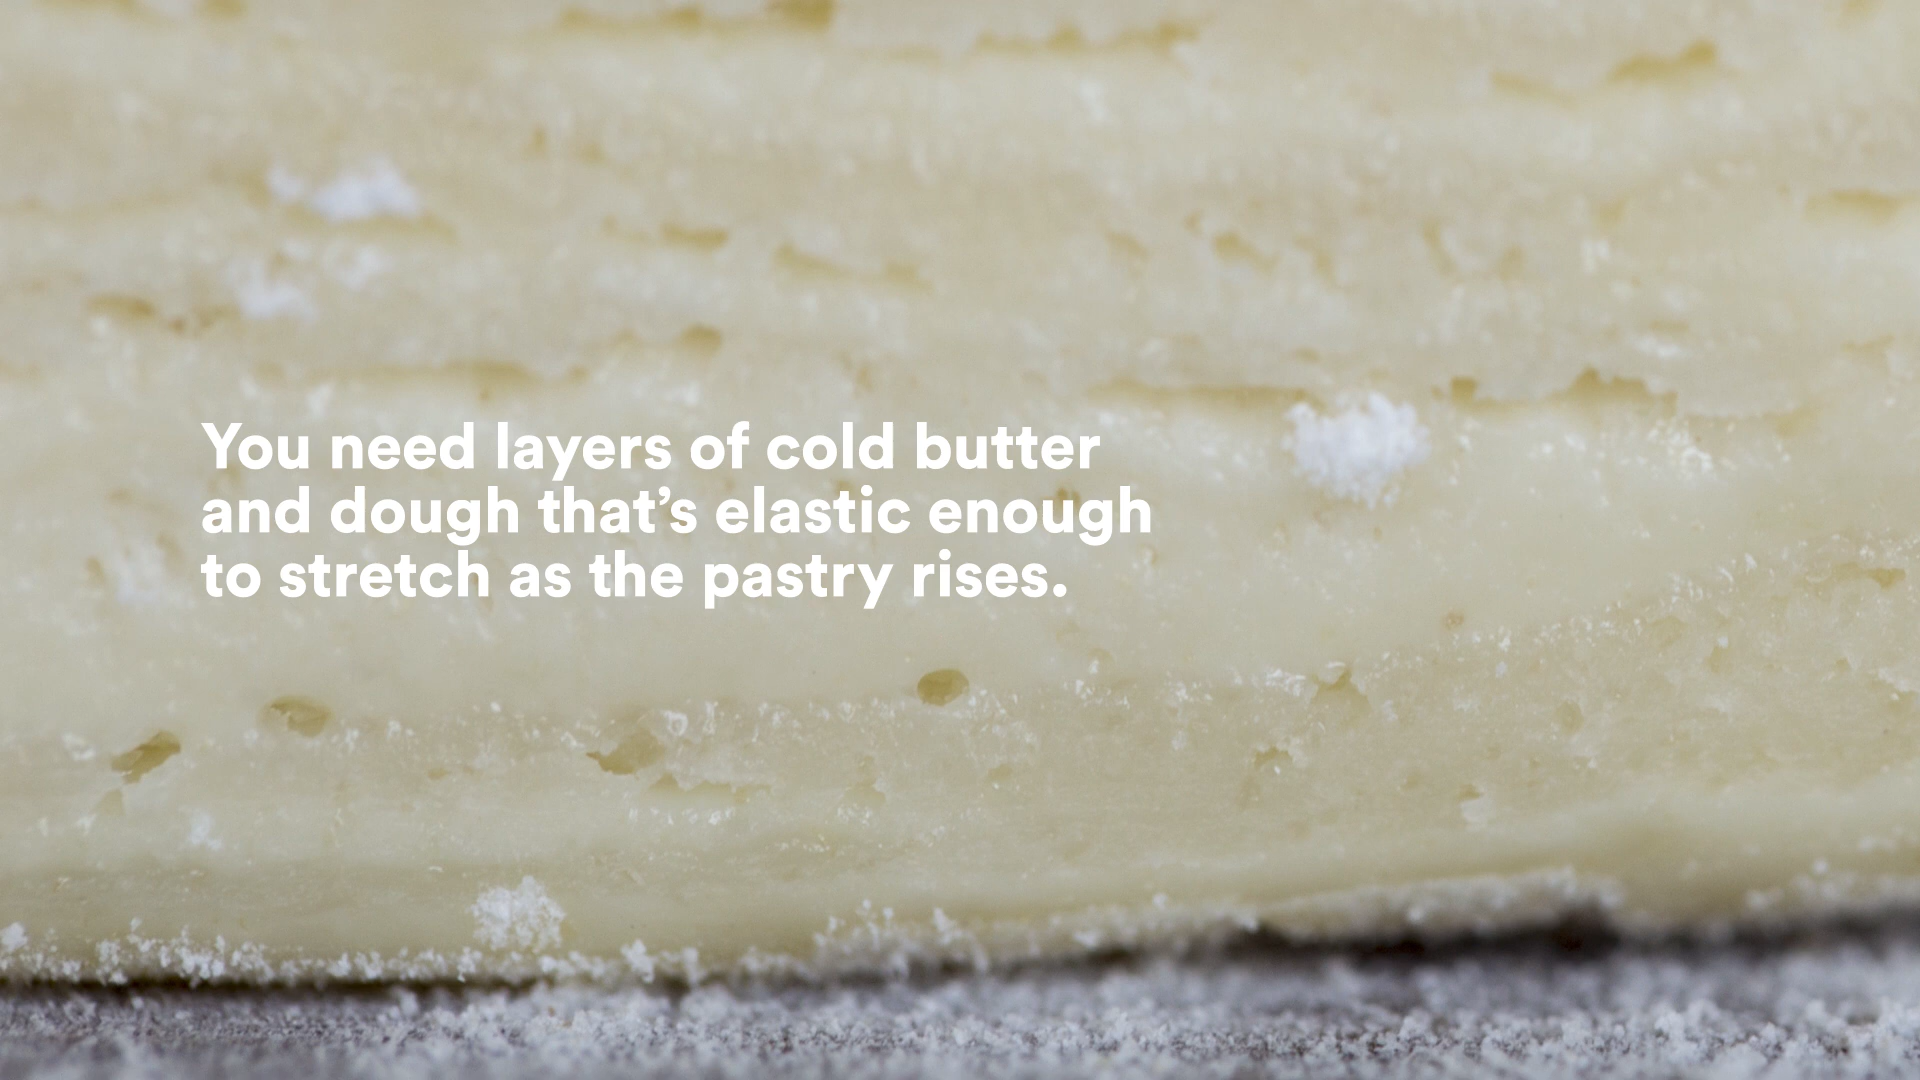 You need layers of cold butter
and dough that’s elastic enough
to stretch as the pastry rises.